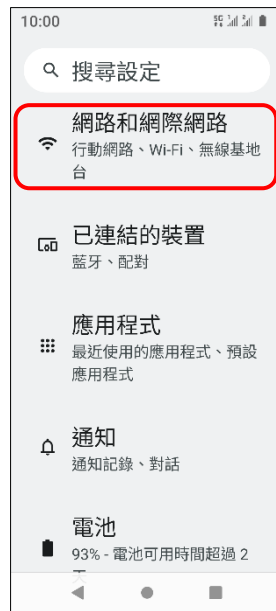 10:00
搜尋設定
網路和網際網路
行動網路、Wi-Fi、無線基地
台
已連結的裝置
藍牙、配對
應用程式
最近使用的應用程式、預設
應用程式
通知
通知記錄、對話
電池
93% - 電池可用時間超過 2
天